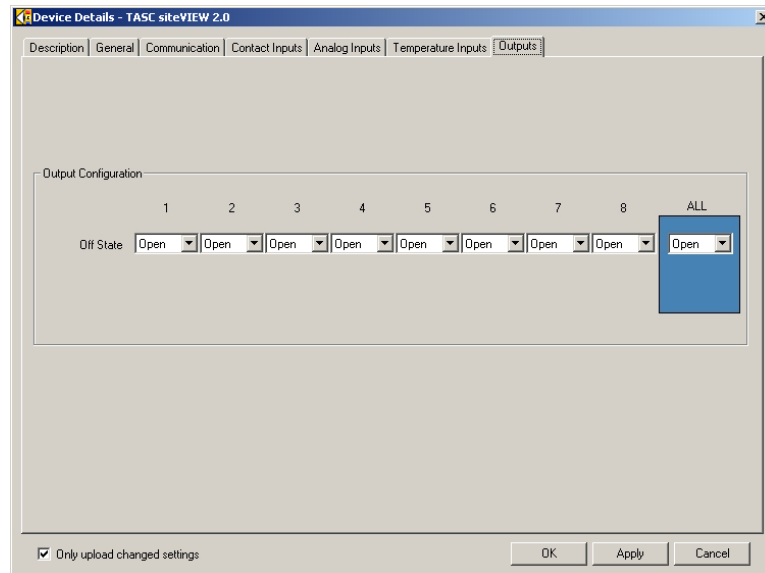 Device Details - TASC siteVIEW 2.0
Description General Communication Contact Inputs Analog Inputs Temperature Inputs Outputs
Output Configuration
1 2 3 4 5 6 7 8 ALL
Off State Open Open Open Open Open Open Open Open Open
Only upload changed settings OK Apply Cancel